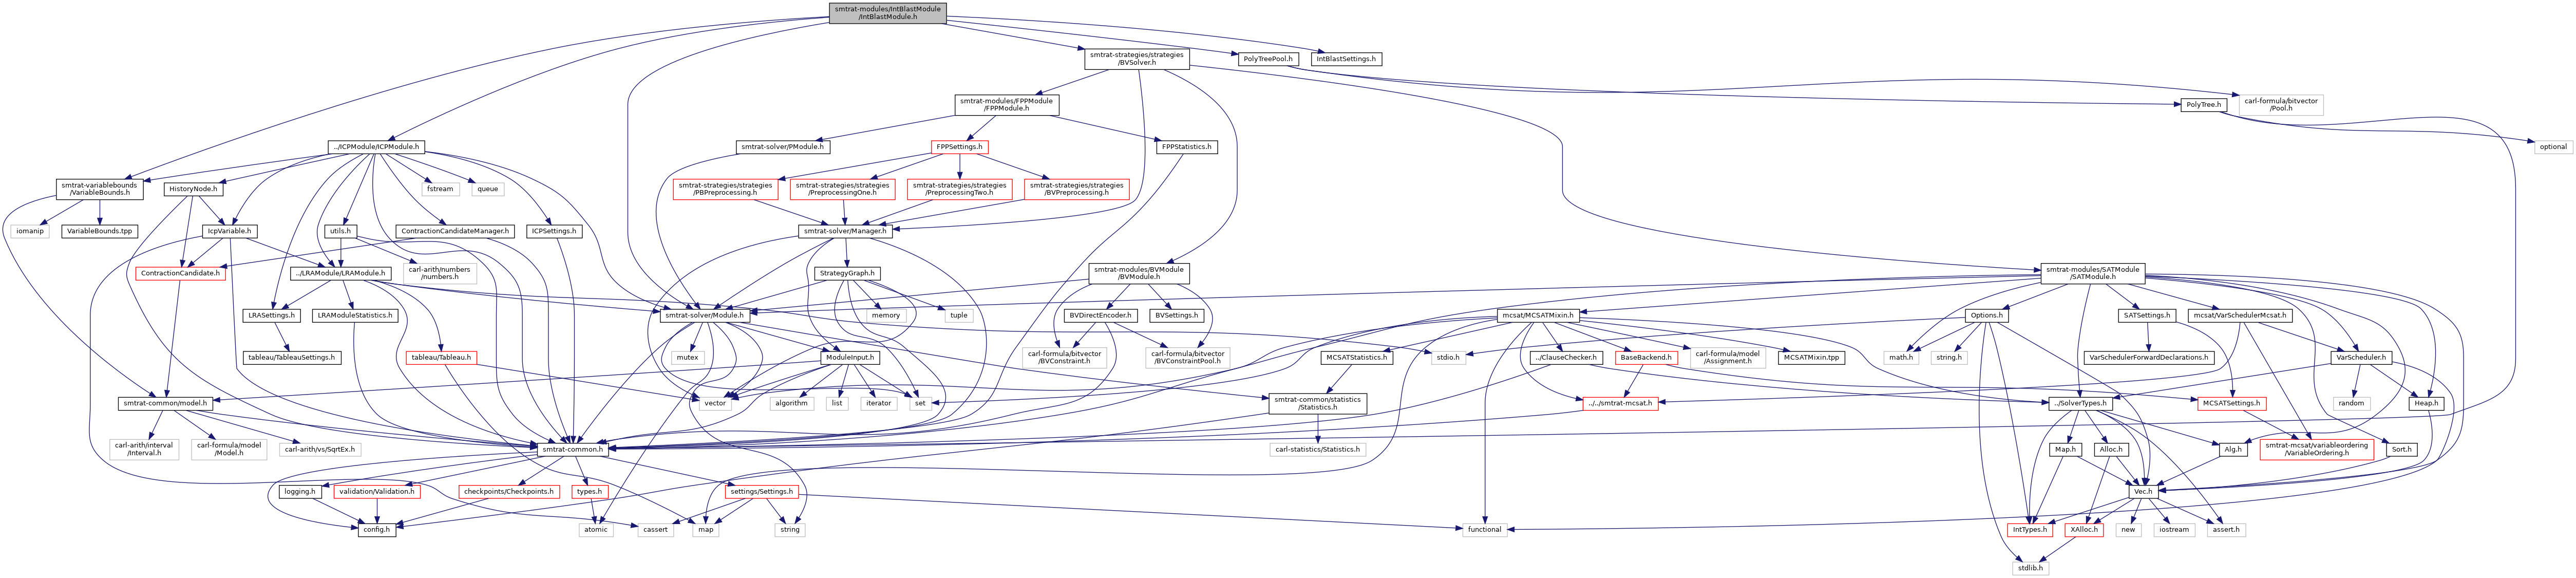 smtrat-modules/IntBlastModule
/IntBlastModule.h
smtrat-strategies/strategies
/BVSolver.h
PolyTreePool.h
IntBlastSettings.h
smtrat-modules/FPPModule
/FPPModule.h
carl-formula/bitvector
/Pool.h
PolyTree.h
../ICPModule/ICPModule.h
smtrat-solver/PModule.h
FPPSettings.h
FPPStatistics.h
optional
smtrat-variablebounds
/VariableBounds.h
HistoryNode.h
fstream
queue
smtrat-strategies/strategies
/PBPreprocessing.h
smtrat-strategies/strategies
/PreprocessingOne.h
smtrat-strategies/strategies
/PreprocessingTwo.h
smtrat-strategies/strategies
/BVPreprocessing.h
iomanip
VariableBounds.tpp
IcpVariable.h
utils.h
ContractionCandidateManager.h
ICPSettings.h
smtrat-solver/Manager.h
ContractionCandidate.h
../LRAModule/LRAModule.h
carl-arith/numbers
/numbers.h
StrategyGraph.h
smtrat-modules/BVModule
/BVModule.h
smtrat-modules/SATModule
/SATModule.h
LRASettings.h
LRAModuleStatistics.h
smtrat-solver/Module.h
memory
tuple
BVDirectEncoder.h
BVSettings.h
mcsat/MCSATMixin.h
Options.h
SATSettings.h
mcsat/VarSchedulerMcsat.h
tableau/TableauSettings.h
tableau/Tableau.h
mutex
ModuleInput.h
carl-formula/bitvector
/BVConstraint.h
carl-formula/bitvector
/BVConstraintPool.h
MCSATStatistics.h
stdio.h
../ClauseChecker.h
BaseBackend.h
carl-formula/model
/Assignment.h
MCSATMixin.tpp
math.h
string.h
VarSchedulerForwardDeclarations.h
VarScheduler.h
smtrat-common/model.h
vector
algorithm
list
iterator
set
smtrat-common/statistics
/Statistics.h
../../smtrat-mcsat.h
../SolverTypes.h
MCSATSettings.h
random
Heap.h
carl-arith/interval
/Interval.h
carl-formula/model
/Model.h
carl-arith/vs/SqrtEx.h
smtrat-common.h
carl-statistics/Statistics.h
Map.h
Alloc.h
Alg.h
smtrat-mcsat/variableordering
/VariableOrdering.h
Sort.h
logging.h
validation/Validation.h
checkpoints/Checkpoints.h
types.h
settings/Settings.h
Vec.h
config.h
atomic
cassert
map
string
functional
IntTypes.h
XAlloc.h
new
iostream
assert.h
stdlib.h